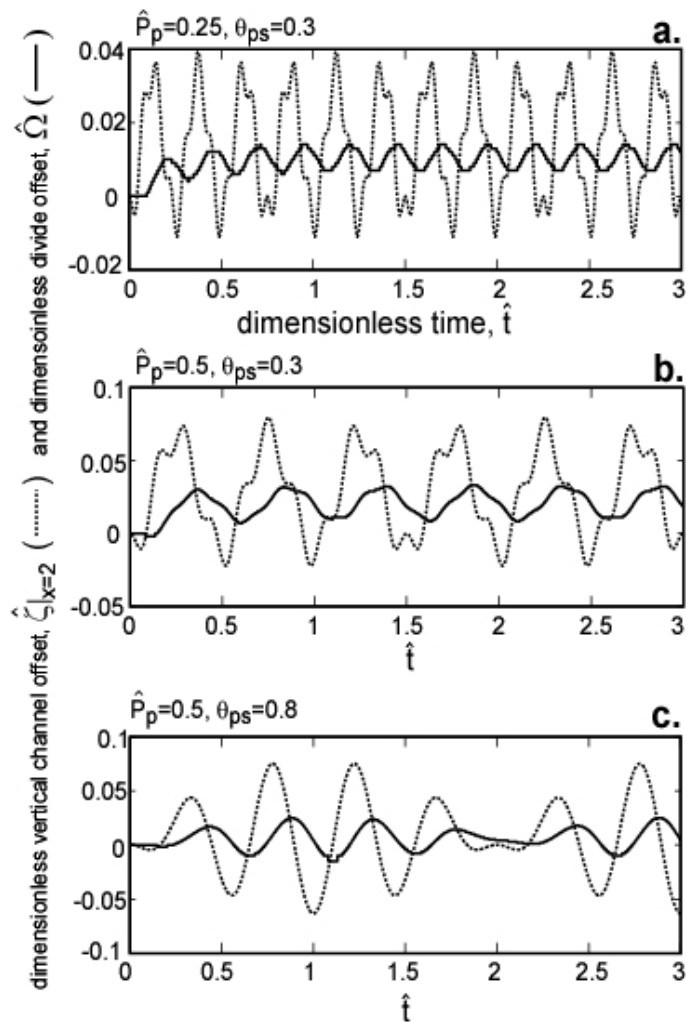 P̂p=0.25, θps=0.3
a.
0.04
0.02
0
-0.02
0 0.5 1 1.5 2 2.5 3
dimensionless time, t̂
P̂p=0.5, θps=0.3
b.
0.1
0.05
0
-0.05
0 0.5 1 1.5 2 2.5 3
t̂
P̂p=0.5, θps=0.8
c.
0.1
0.05
0
-0.05
-0.1
0 0.5 1 1.5 2 2.5 3
t̂
dimensionless vertical channel offset, ζ̂|x=2 (........) and dimensoinless divide offset, Ω̂ (—)